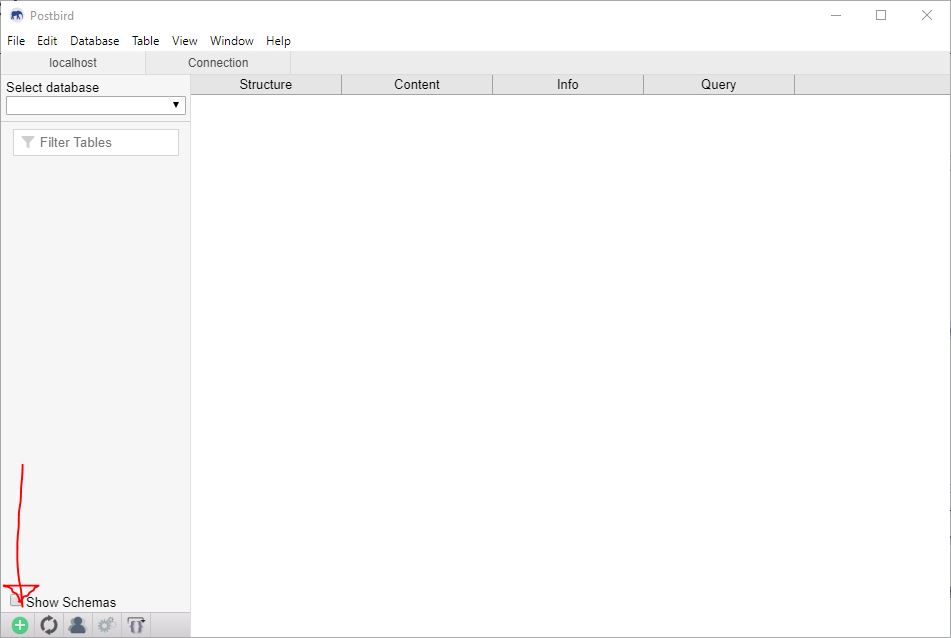 Postbird
File Edit Database Table View Window Help
localhost Connection
Select database
Structure Content Info Query
Filter Tables
Show Schemas